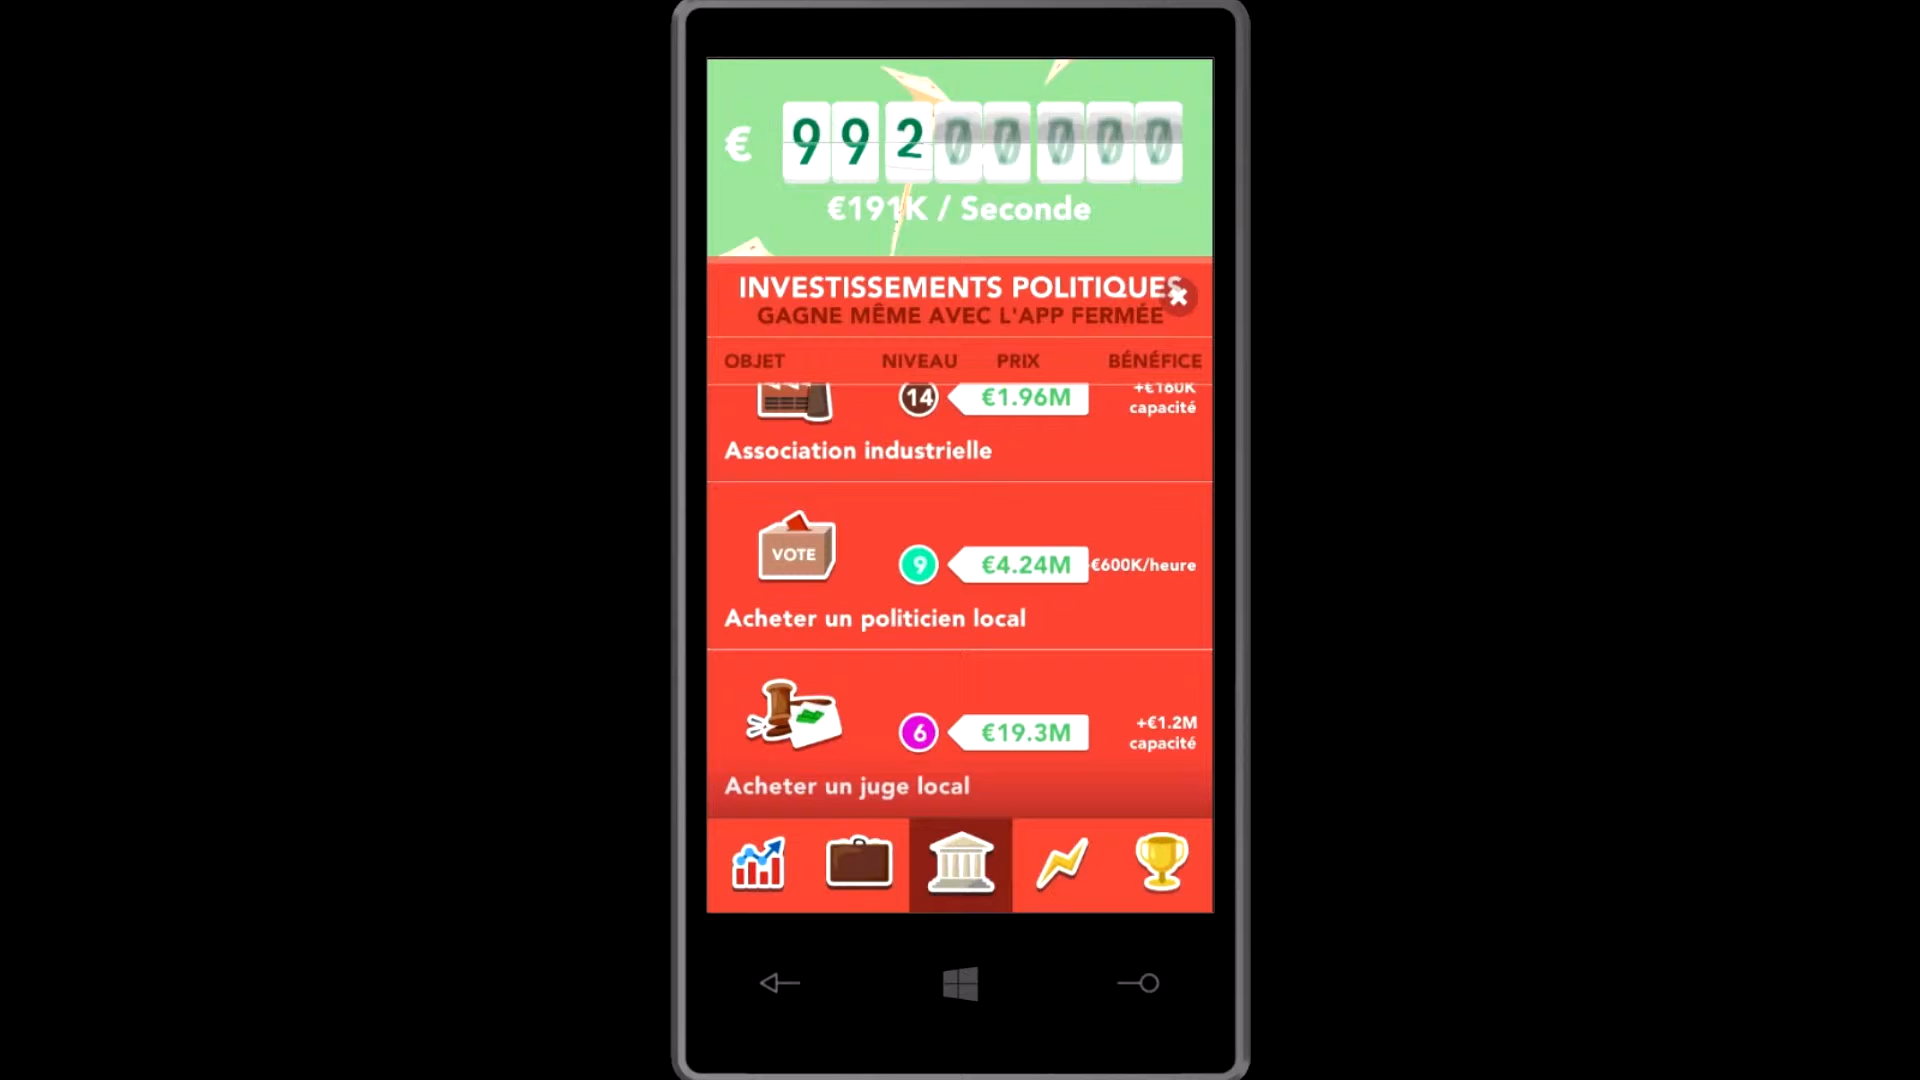 € 99200000
€191K / Seconde
INVESTISSEMENTS POLITIQUES
GAGNE MÊME AVEC L'APP FERMÉE
OBJET NIVEAU PRIX BÉNÉFICE
14 €1.96M +€160K
capacité
Association industrielle
VOTE
9 €4.24M €600K/heure
Acheter un politicien local
6 €19.3M +€1.2M
capacité
Acheter un juge local